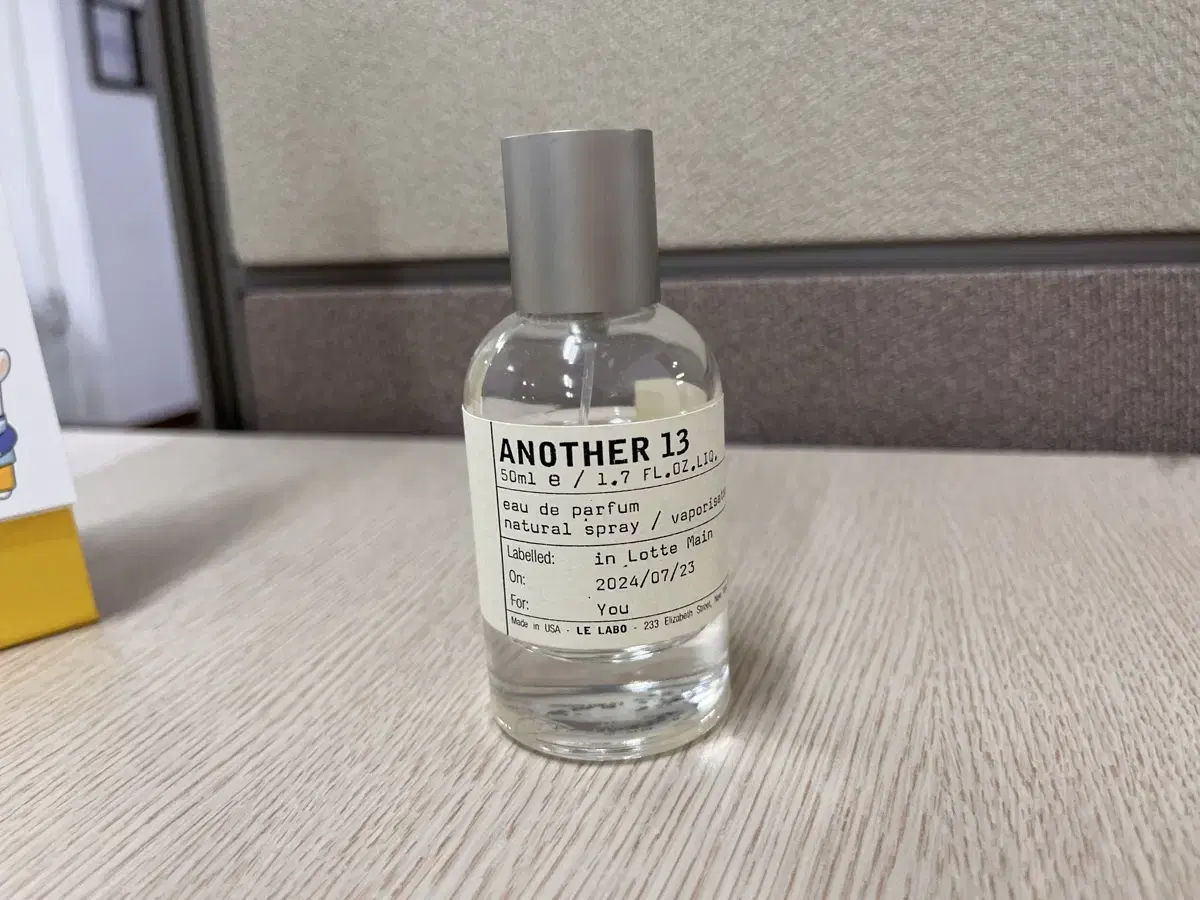 ANOTHER 13
50ml e / 1.7 FL.OZ.LIQ.
eau de parfum
natural spray /
Labelled: in Lotte Main
On: 2024/07/23
For: You
Made in USA - LE LABO - 233 Elizabeth Street, New